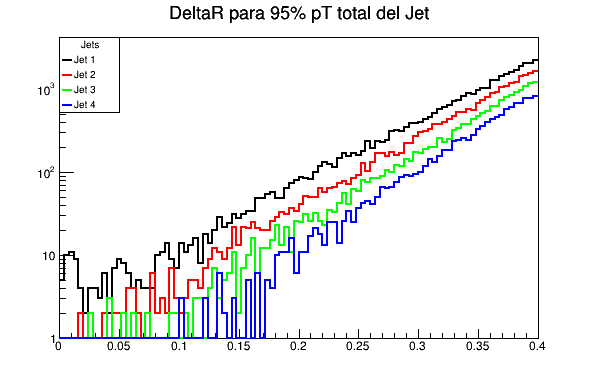 DeltaR para 95% pT total del Jet
Jets
Jet 1
Jet 2
Jet 3
Jet 4
10³
10²
10
1
0 0.05 0.1 0.15 0.2 0.25 0.3 0.35 0.4